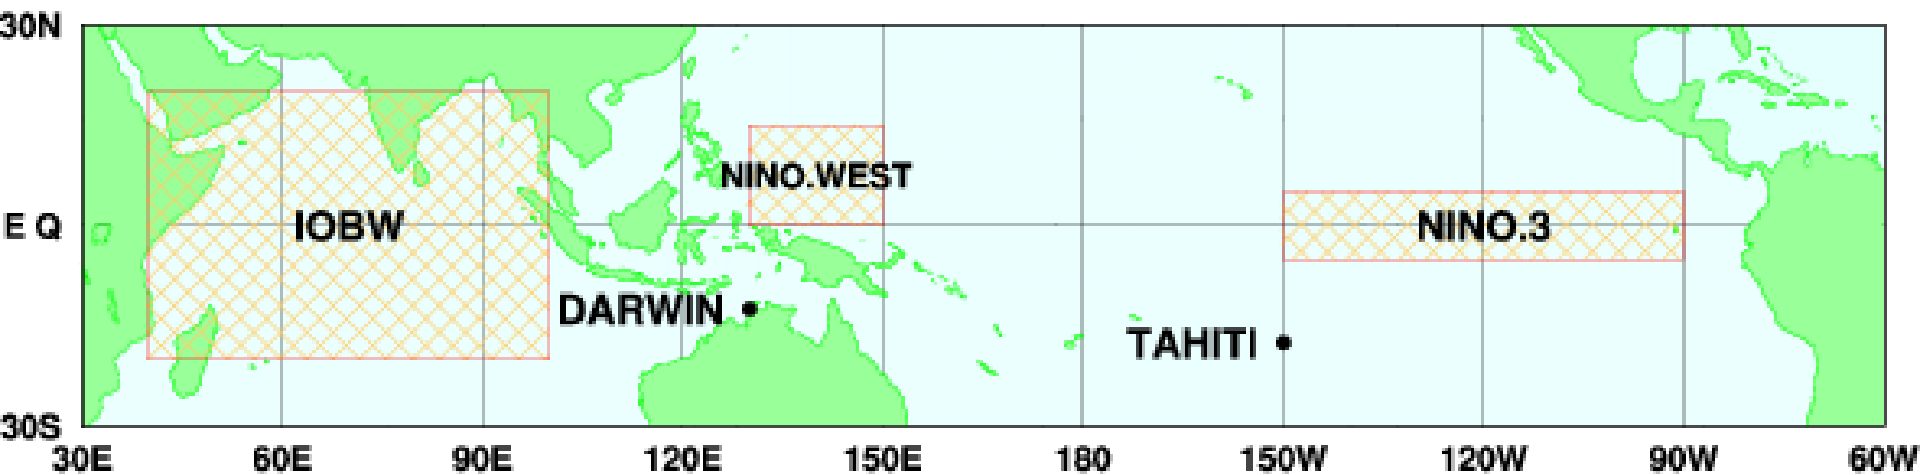 30N
NINO.WEST
E Q
IOBW
NINO.3
DARWIN
TAHITI
30S
30E 60E 90E 120E 150E 180 150W 120W 90W 60W